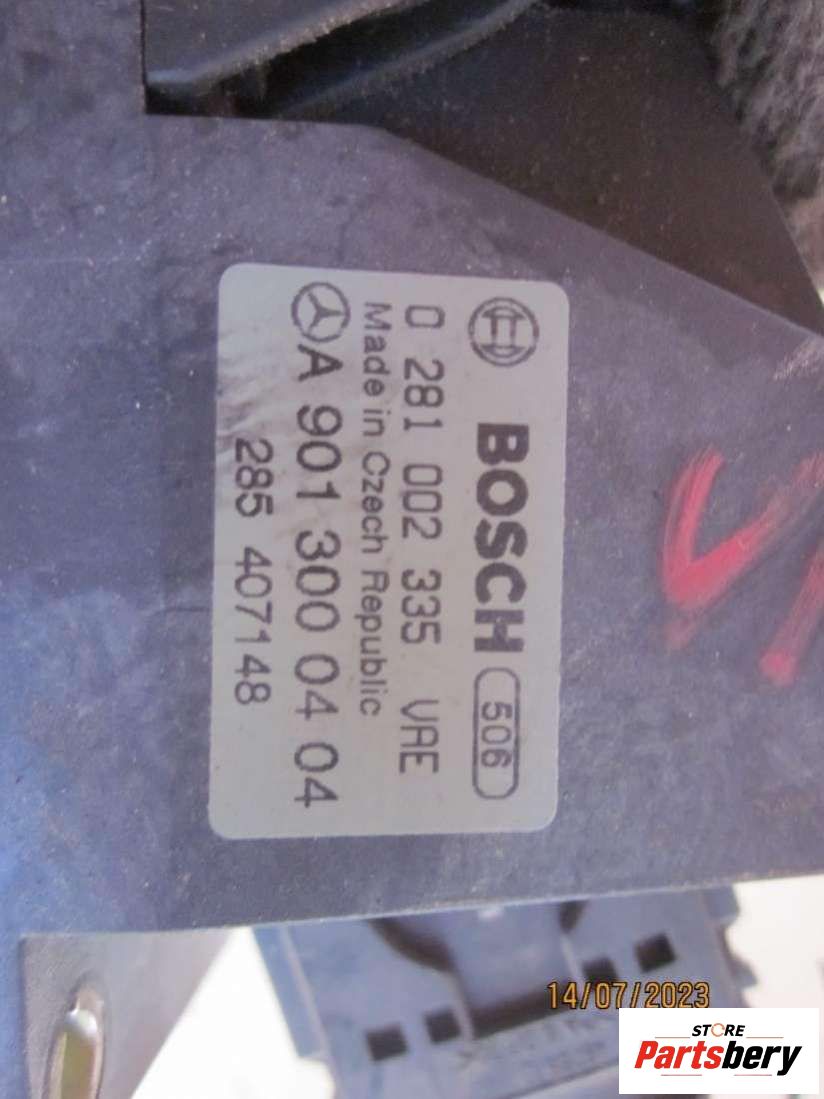 BOSCH 506
0 281 002 335 VAE
Made in Czech Republic
A 901 300 04 04
285 407148
14/07/2023
STORE
Partsbery